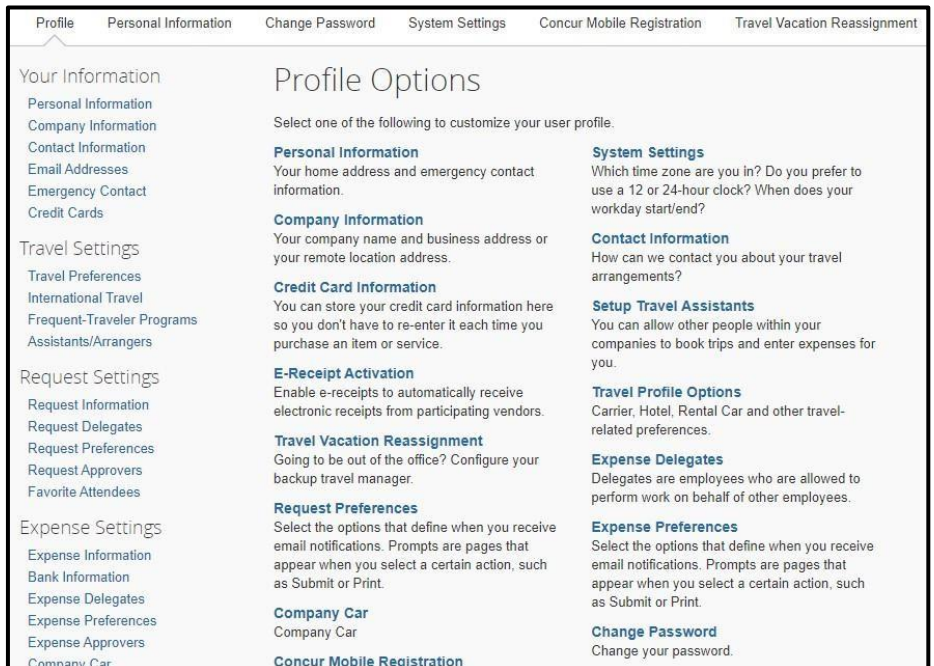 Profile Personal Information Change Password System Settings Concur Mobile Registration Travel Vacation Reassignment
Your Information
Personal Information
Company Information
Contact Information
Email Addresses
Emergency Contact
Credit Cards
Travel Settings
Travel Preferences
International Travel
Frequent-Traveler Programs
Assistants/Arrangers
Request Settings
Request Information
Request Delegates
Request Preferences
Request Approvers
Favorite Attendees
Expense Settings
Expense Information
Bank Information
Expense Delegates
Expense Preferences
Expense Approvers
Company Car
Profile Options
Select one of the following to customize your user profile.
Personal Information
Your home address and emergency contact
information.
Company Information
Your company name and business address or
your remote location address.
Credit Card Information
You can store your credit card information here
so you don't have to re-enter it each time you
purchase an item or service.
E-Receipt Activation
Enable e-receipts to automatically receive
electronic receipts from participating vendors.
Travel Vacation Reassignment
Going to be out of the office? Configure your
backup travel manager.
Request Preferences
Select the options that define when you receive
email notifications. Prompts are pages that
appear when you select a certain action, such
as Submit or Print.
Company Car
Company Car
Concur Mobile Registration
System Settings
Which time zone are you in? Do you prefer to
use a 12 or 24-hour clock? When does your
workday start/end?
Contact Information
How can we contact you about your travel
arrangements?
Setup Travel Assistants
You can allow other people within your
companies to book trips and enter expenses for
you.
Travel Profile Options
Carrier, Hotel, Rental Car and other travel-
related preferences.
Expense Delegates
Delegates are employees who are allowed to
perform work on behalf of other employees.
Expense Preferences
Select the options that define when you receive
email notifications. Prompts are pages that
appear when you select a certain action, such
as Submit or Print.
Change Password
Change your password.